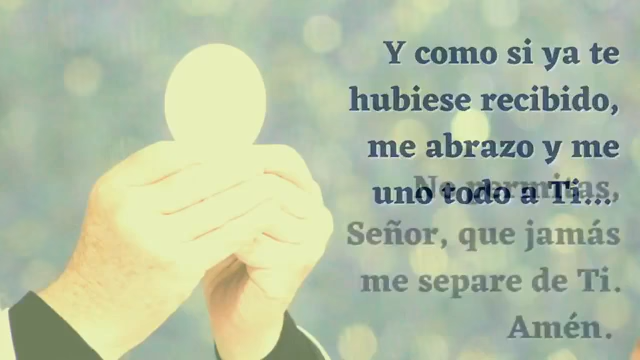 Y como si ya te
hubiese recibido,
me abrazo y me
uno todo a Ti...
No permitas,
Señor, que jamás
me separe de Ti.
Amén.